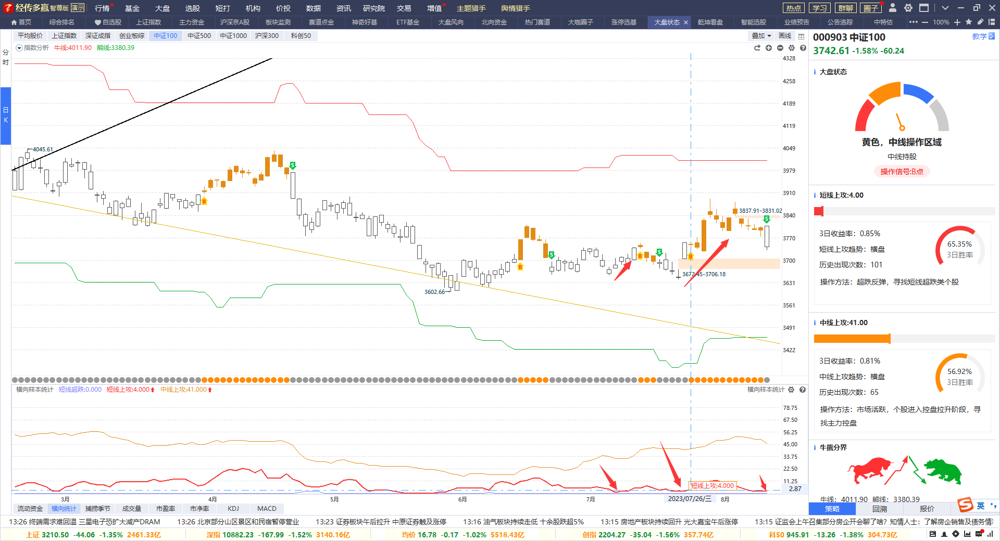 经传多赢 智尊版 演示 行情 基金 大盘 选股 短打 机构 价投 数据 资讯 研究院 交易 增值 主题猎手 舆情猎手 热点 学习 群聊 圈子
首页 综合排名 自选股 上证指数 主力资金 沪深京A股 板块监测 赛道点金 神奇好基 ETF基金 大盘风向 北向资金 热门赛道 大咖圈子 涨停选基 大盘状态 × 乾坤看盘 智能选股 业绩预告 公告追踪 中特估 ••• — 100% +
平均股价 上证指数 深证成指 创业板综 中证100 中证500 中证1000 沪深300 科创50 叠加 画线
分时
日K
指数分析 牛线:4011.90 熊线:3380.39
4328
4258
4189
4119
4049
3979
3910
3840
3770
3700
3631
3561
3491
3422
4045.61
3602.66
3837.91-3831.02
3672.45-3706.18
B
S
B
S
B
S
B
S
横向样本统计 短线超跌:0.000 短线上攻:4.000 中线上攻:41.000 横向样本统计
78.75
67.50
56.25
45.00
33.75
22.50
11.25
2.87
短线上攻:4.000
3月 4月 5月 6月 7月 2023/07/26/三 8月
流动资金 横向统计 捕捞季节 成交量 市盈率 市净率 KDJ MACD
000903 中证100 教学
3742.61 -1.58% -60.24
大盘状态
黄色，中线操作区域
中线持股
操作信号:B点
短线上攻:4.00
3日收益率：0.85%
短线上攻趋势：横盘
历史出现次数：101
65.35%
3日胜率
操作方法：超跌反弹，寻找短线超跌类个股
中线上攻:41.00
3日收益率：0.81%
中线上攻趋势：横盘
历史出现次数：65
56.92%
3日胜率
操作方法：市场活跃，个股进入控盘拉升阶段，寻
找主力控盘
牛熊分界
牛线：4011.90 熊线：3380.39
策略 回溯 报价
S 英
13:26 终端需求难回温 三星电子恐扩大减产DRAM 13:26 北京部分山区景区和民宿暂停营业 13:23 证券板块午后拉升 中原证券触及涨停 13:16 油气板块持续走低 十余股跌超5% 13:15 房地产板块持续回升 光大嘉宝午后涨停 13:15 证监会上午召集部分房企开会聊了啥？知情人士：了解房企销售及债务情
上证 3210.50 -44.06 -1.35% 2461.33亿 深指 10882.23 -167.99 -1.52% 3140.16亿 均价 16.78 -0.17 -1.02% 5518.43亿 创指 2204.27 -35.04 -1.56% 357.74亿 科50 945.91 -13.26 -1.38% 304.73亿